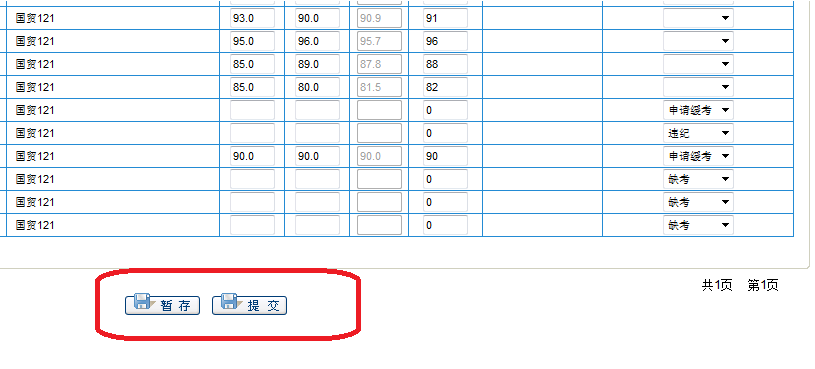 国贸121 93.0 90.0 90.9 91
国贸121 95.0 96.0 95.7 96
国贸121 85.0 89.0 87.8 88
国贸121 85.0 80.0 81.5 82
国贸121 0 申请缓考
国贸121 0 违纪
国贸121 90.0 90.0 90.0 90 申请缓考
国贸121 0 缺考
国贸121 0 缺考
国贸121 0 缺考
共1页 第1页
暂 存 提 交